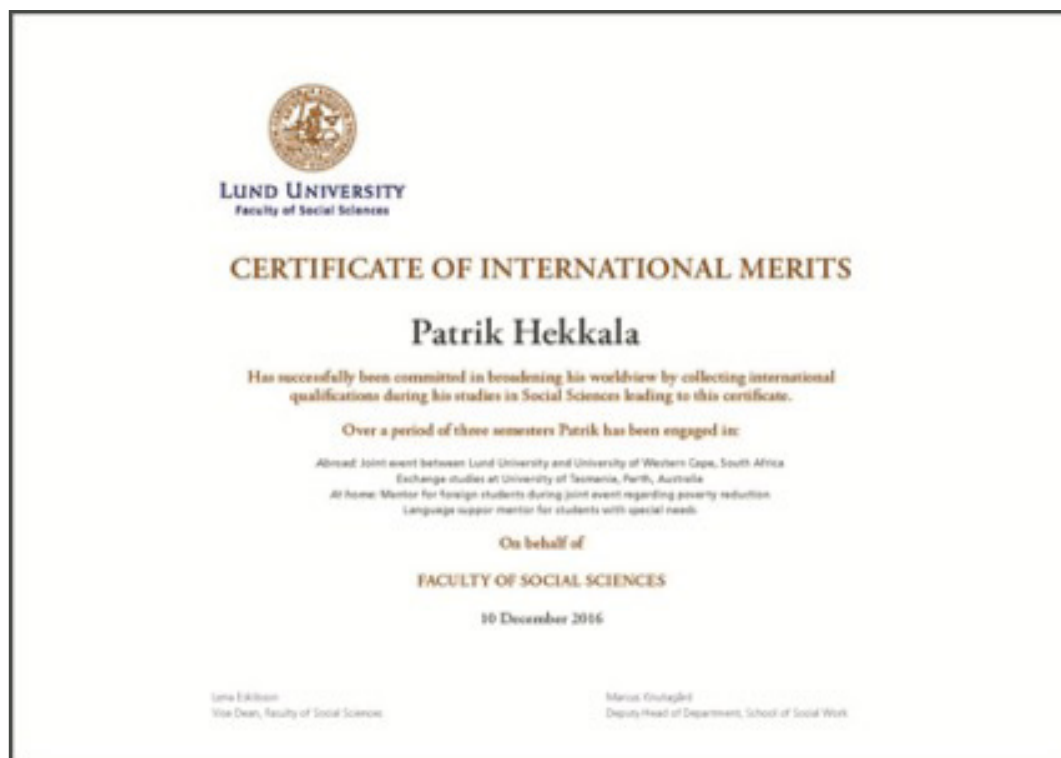 LUND UNIVERSITY
Faculty of Social Sciences
CERTIFICATE OF INTERNATIONAL MERITS
Patrik Hekkala
Has successfully been committed in broadening his worldview by collecting international
qualifications during his studies in Social Sciences leading to this certificate.
Over a period of three semesters Patrik has been engaged in:
Abroad: Joint event between Lund University and University of Western Cape, South Africa
Exchange studies at University of Tasmania, Perth, Australia
At home: Mentor for foreign students during joint event regarding poverty reduction
Language suppor mentor for students with special needs
On behalf of
FACULTY OF SOCIAL SCIENCES
10 December 2016
Lena
Vice Dean, Faculty of Social Sciences
Marcus Knutagård
Deputy Head of Department, School of Social Work